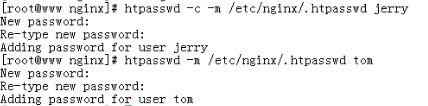 [root@www nginx]# htpasswd -c -m /etc/nginx/.htpasswd jerry
New password:
Re-type new password:
Adding password for user jerry
[root@www nginx]# htpasswd -m /etc/nginx/.htpasswd tom
New password:
Re-type new password:
Adding password for user tom